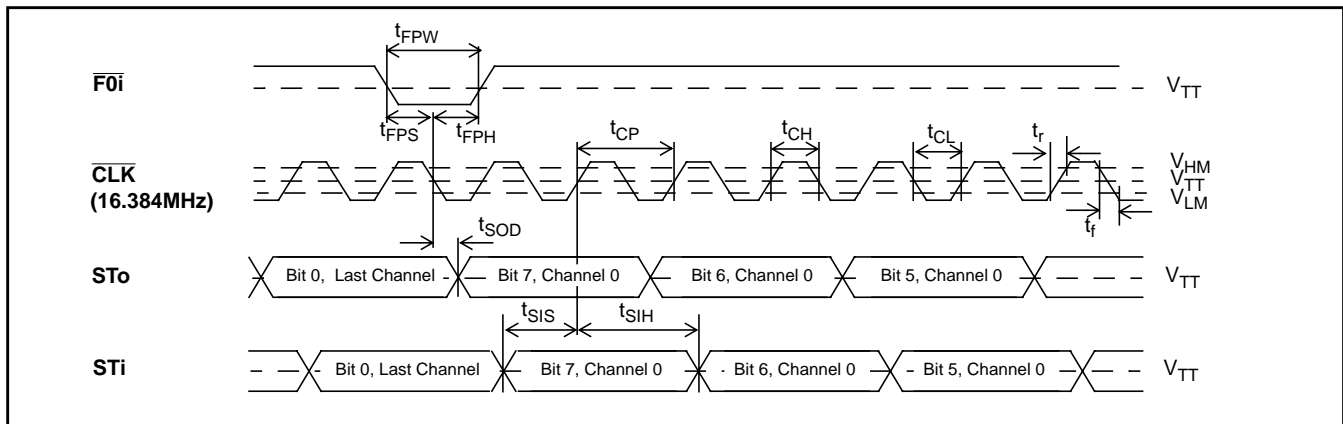 tFPW
F0i
VTT
tFPS
tFPH
tCP
tCH
tCL
tr
CLK
(16.384MHz)
VHM
VTT
VLM
tf
tSOD
STo
Bit 0, Last Channel
Bit 7, Channel 0
Bit 6, Channel 0
Bit 5, Channel 0
VTT
tSIS
tSIH
STi
Bit 0, Last Channel
Bit 7, Channel 0
Bit 6, Channel 0
Bit 5, Channel 0
VTT